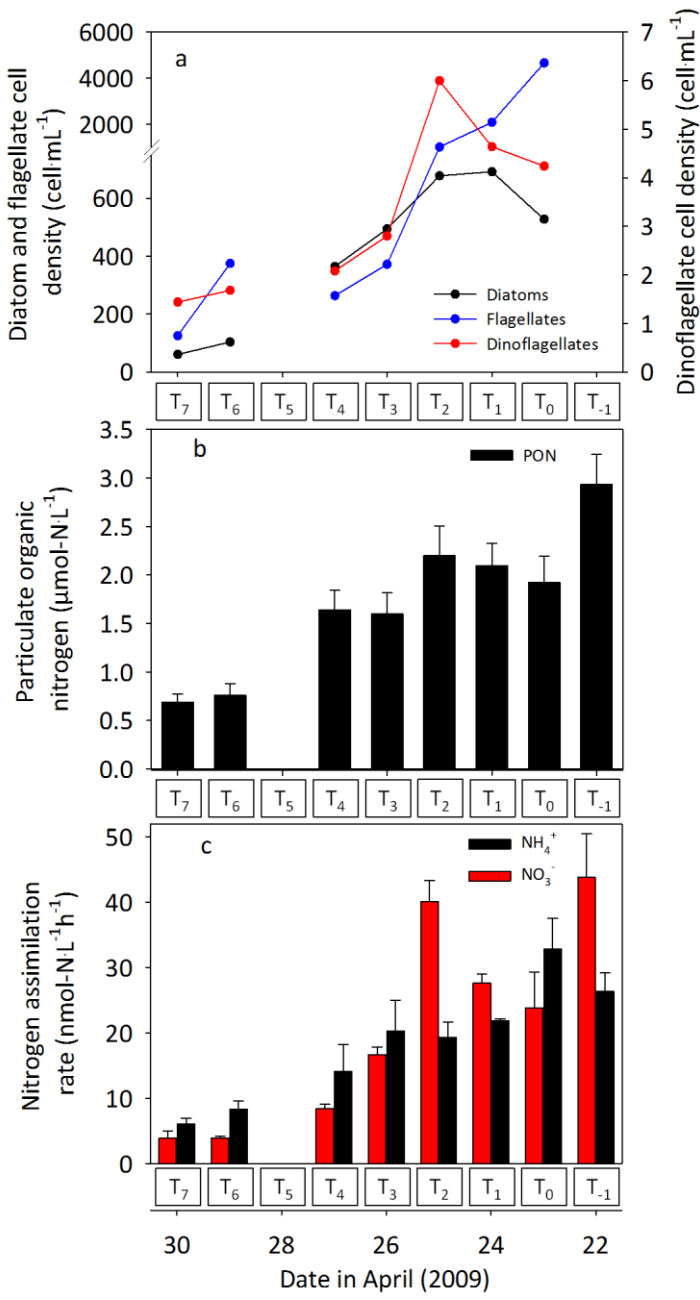 a
Diatom and flagellate cell
density (cell·mL⁻¹)
6000
4000
2000
600
400
200
0
7
6
5
4
3
2
1
0
Dinoflagellate cell density (cell·mL⁻¹)
Diatoms
Flagellates
Dinoflagellates
T₇ T₆ T₅ T₄ T₃ T₂ T₁ T₀ T₋₁
b
Particulate organic
nitrogen (µmol-N·L⁻¹)
3.5
3.0
2.5
2.0
1.5
1.0
0.5
0.0
PON
T₇ T₆ T₅ T₄ T₃ T₂ T₁ T₀ T₋₁
c
Nitrogen assimilation
rate (nmol-N·L⁻¹h⁻¹)
50
40
30
20
10
0
NH₄⁺
NO₃⁻
T₇ T₆ T₅ T₄ T₃ T₂ T₁ T₀ T₋₁
30 28 26 24 22
Date in April (2009)